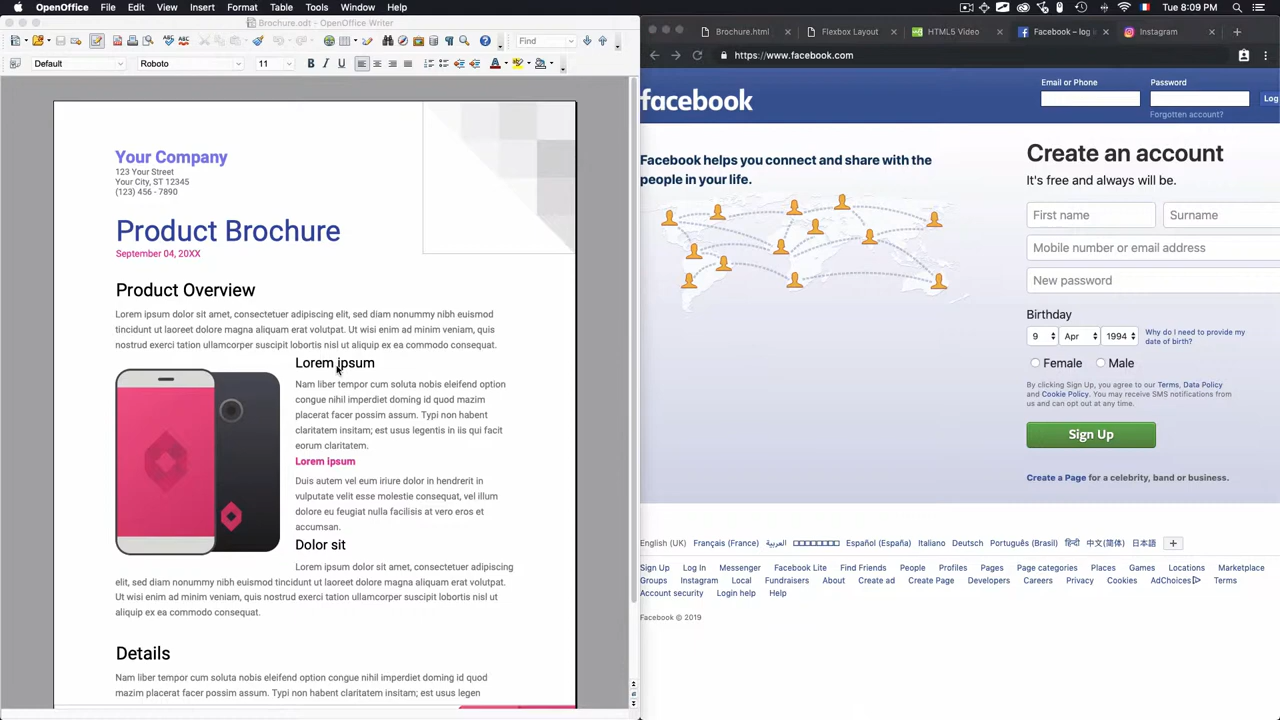 OpenOffice File Edit View Insert Format Table Tools Window Help
Tue 8:09 PM
Brochure.odt - OpenOffice Writer
Find
Default Roboto 11
Your Company
123 Your Street
Your City, ST 12345
(123) 456 - 7890
Product Brochure
September 04, 20XX
Product Overview
Lorem ipsum dolor sit amet, consectetuer adipiscing elit, sed diam nonummy nibh euismod
tincidunt ut laoreet dolore magna aliquam erat volutpat. Ut wisi enim ad minim veniam, quis
nostrud exerci tation ullamcorper suscipit lobortis nisl ut aliquip ex ea commodo consequat.
Lorem ipsum
Nam liber tempor cum soluta nobis eleifend option
congue nihil imperdiet doming id quod mazim
placerat facer possim assum. Typi non habent
claritatem insitam; est usus legentis in iis qui facit
eorum claritatem.
Lorem ipsum
Duis autem vel eum iriure dolor in hendrerit in
vulputate velit esse molestie consequat, vel illum
dolore eu feugiat nulla facilisis at vero eros et
accumsan.
Dolor sit
Lorem ipsum dolor sit amet, consectetuer adipiscing
elit, sed diam nonummy nibh euismod tincidunt ut laoreet dolore magna aliquam erat volutpat.
Ut wisi enim ad minim veniam, quis nostrud exerci tation ullamcorper suscipit lobortis nisl ut
aliquip ex ea commodo consequat.
Details
Nam liber tempor cum soluta nobis eleifend option congue nihil imperdiet doming id quod
mazim placerat facer possim assum. Typi non habent claritatem insitam; est usus legen
Brochure.html Flexbox Layout HTML5 Video Facebook – log i Instagram
https://www.facebook.com
facebook
Email or Phone Password
Log
Forgotten account?
Facebook helps you connect and share with the
people in your life.
Create an account
It's free and always will be.
First name Surname
Mobile number or email address
New password
Birthday
9 Apr 1994
Why do I need to provide my
date of birth?
Female Male
By clicking Sign Up, you agree to our Terms, Data Policy
and Cookie Policy. You may receive SMS notifications from
us and can opt out at any time.
Sign Up
Create a Page for a celebrity, band or business.
English (UK) Français (France) العربية Español (España) Italiano Deutsch Português (Brasil) हिन्दी 中文(简体) 日本語
Sign Up Log In Messenger Facebook Lite Find Friends People Profiles Pages Page categories Places Games Locations Marketplace
Groups Instagram Local Fundraisers About Create ad Create Page Developers Careers Privacy Cookies AdChoices Terms
Account security Login help Help
Facebook © 2019